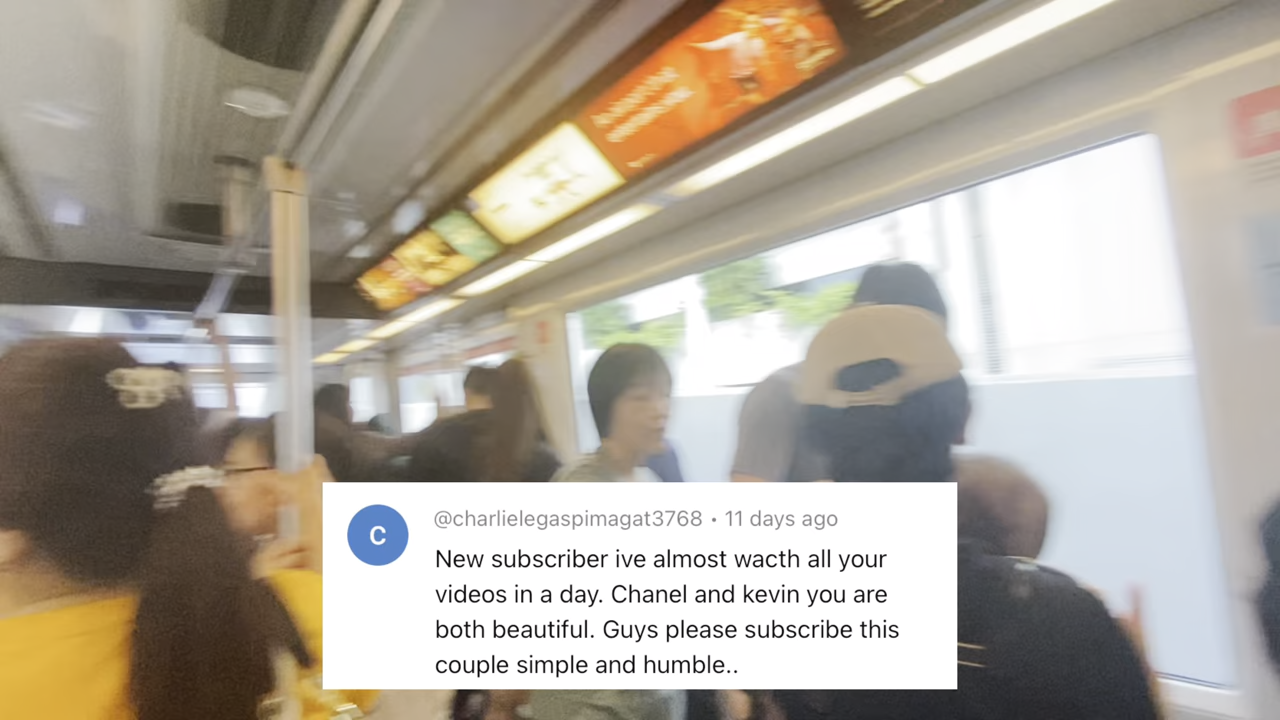 C
@charlielegaspimagat3768 • 11 days ago
New subscriber ive almost wacth all your
videos in a day. Chanel and kevin you are
both beautiful. Guys please subscribe this
couple simple and humble..